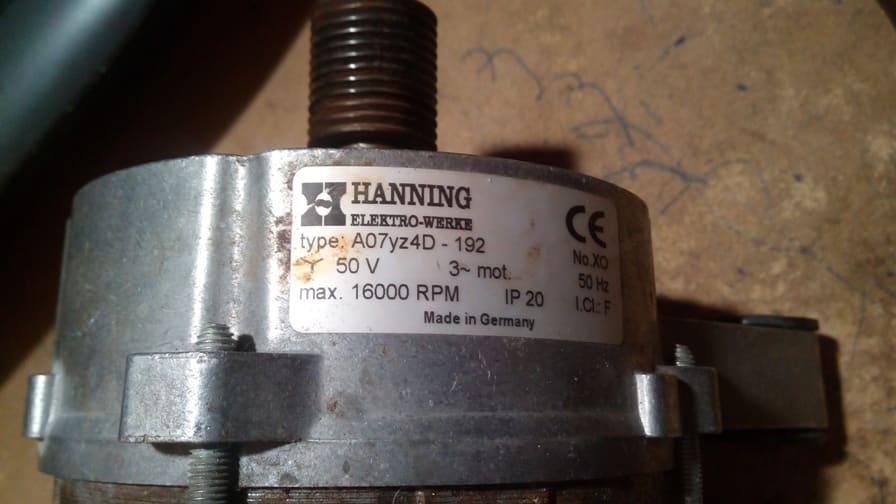 HANNING
ELEKTRO-WERKE
type: A07yz4D - 192
Y 50 V 3~ mot.
max. 16000 RPM IP 20
Made in Germany
CE
No.XO
50 Hz
I.Cl.: F